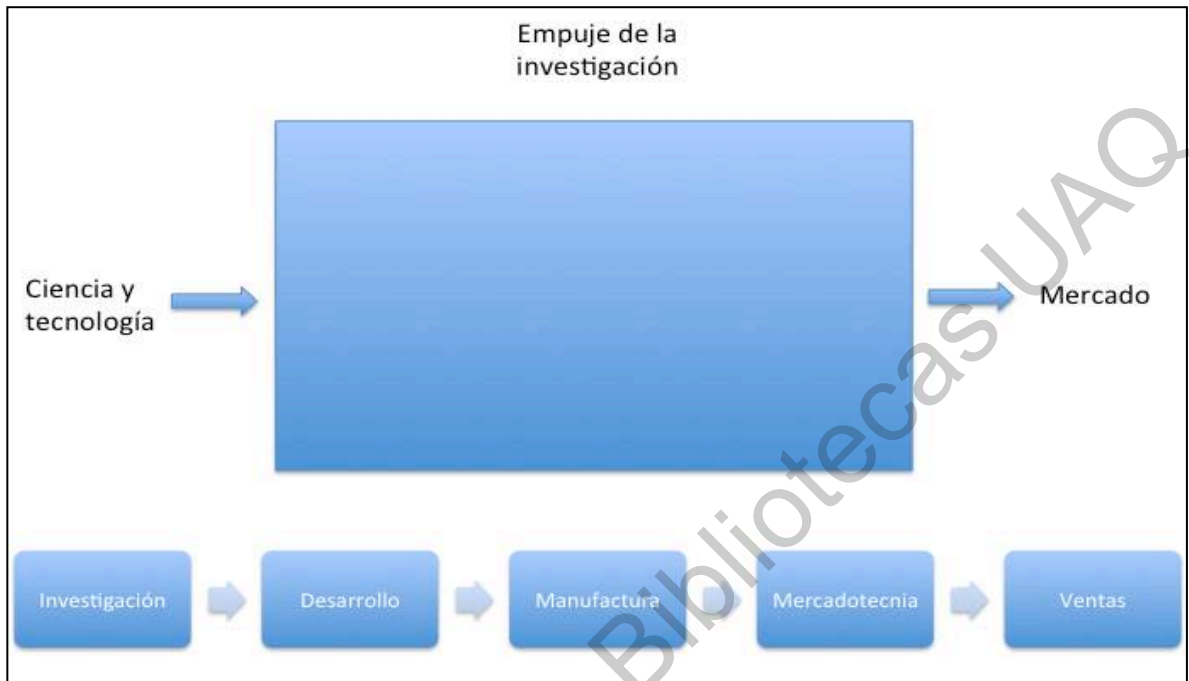 Empuje de la
investigación
Ciencia y
tecnología
Mercado
Investigación
Desarrollo
Manufactura
Mercadotecnia
Ventas
Bibliotecas UAQ